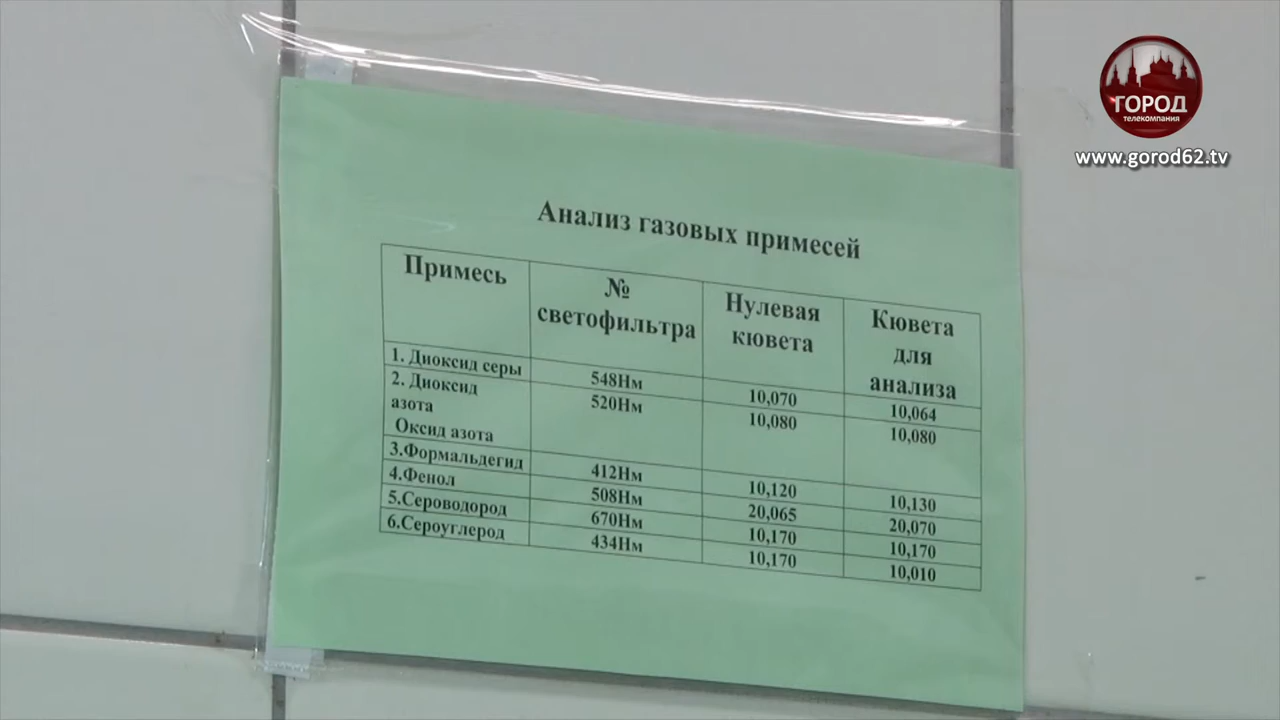 ГОРОД
телекомпания
www.gorod62.tv
Анализ газовых примесей
Примесь № светофильтра Нулевая кювета Кювета для анализа
1. Диоксид серы 548Нм 10,070 10,064
2. Диоксид азота Оксид азота 520Нм 10,080 10,080
3.Формальдегид 412Нм 10,120 10,130
4.Фенол 508Нм 20,065 20,070
5.Сероводород 670Нм 10,170 10,170
6.Сероуглерод 434Нм 10,170 10,010